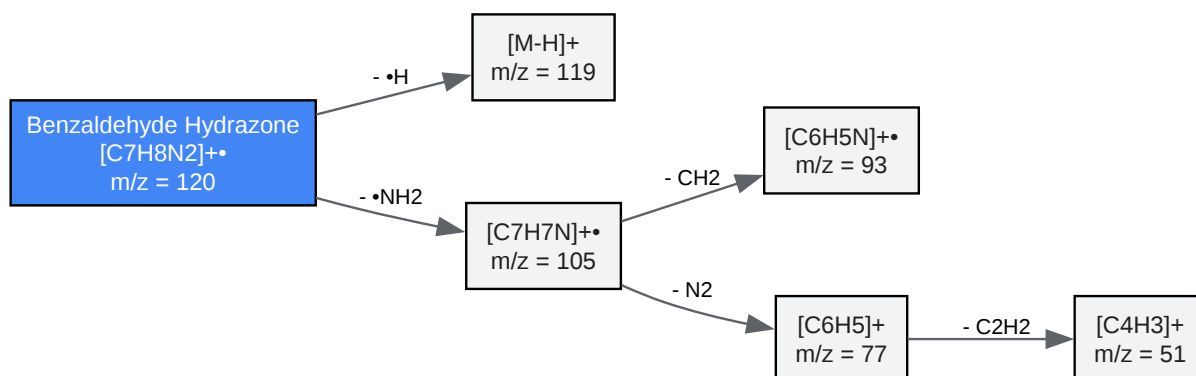 [M-H]+
m/z = 119
- •H
Benzaldehyde Hydrazone
[C7H8N2]+•
m/z = 120
- •NH2
[C7H7N]+•
m/z = 105
- CH2
[C6H5N]+•
m/z = 93
- N2
[C6H5]+
m/z = 77
- C2H2
[C4H3]+
m/z = 51